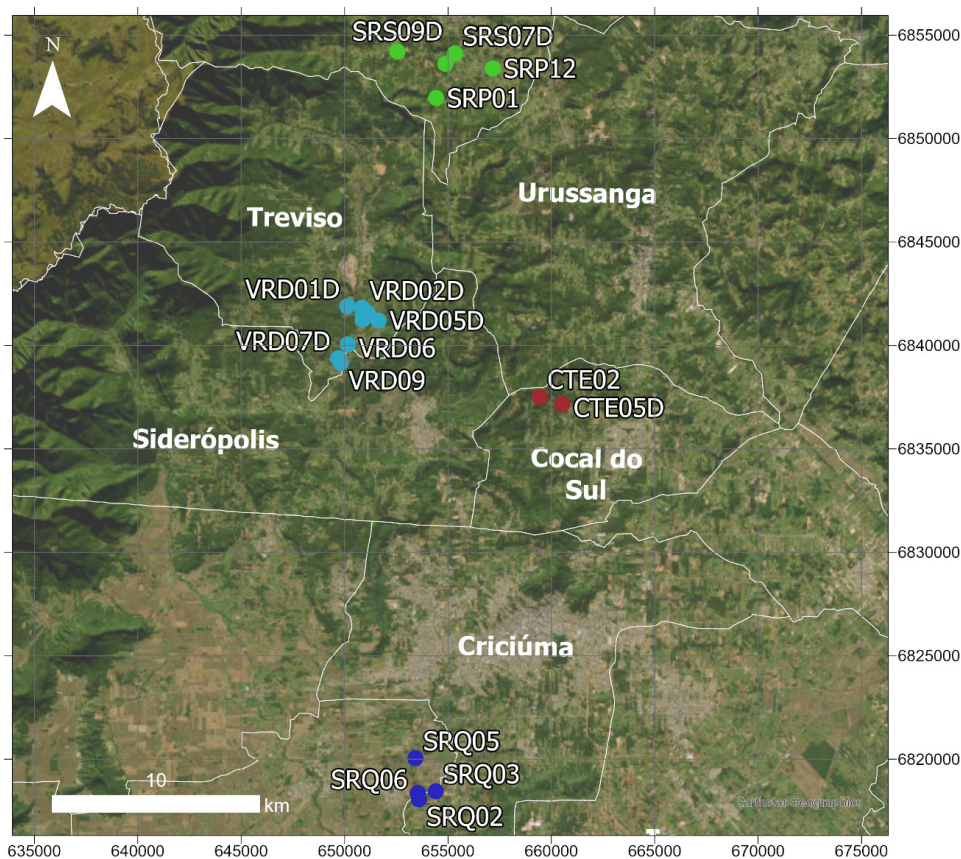 N
SRS09D
SRS07D
SRP12
SRP01
6855000
6850000
Urussanga
Treviso
6845000
VRD01D
VRD02D
VRD05D
VRD07D
VRD06
VRD09
6840000
CTE02
CTE05D
Siderópolis
6835000
Cocal do
Sul
6830000
Criciúma
6825000
SRQ05
SRQ06
SRQ03
SRQ02
6820000
10
km
Earthstar Geographics
635000 640000 645000 650000 655000 660000 665000 670000 675000